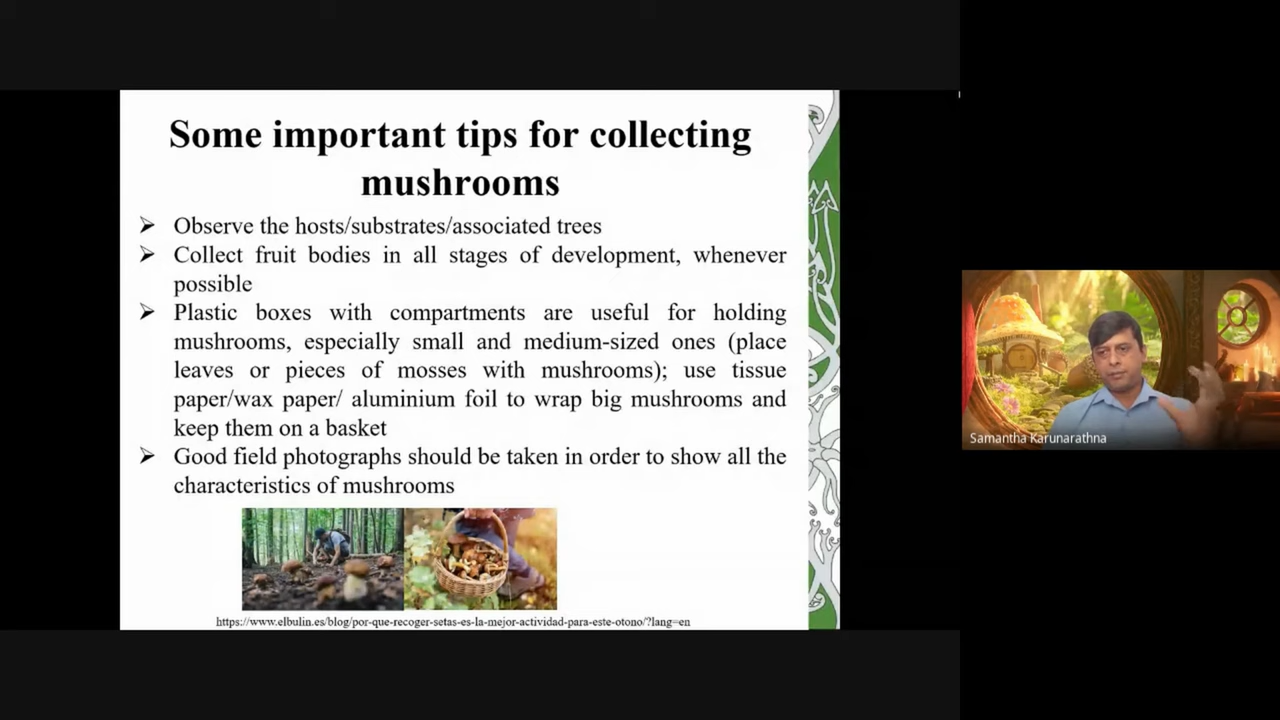 Some important tips for collecting
mushrooms
➢ Observe the hosts/substrates/associated trees
➢ Collect fruit bodies in all stages of development, whenever
possible
➢ Plastic boxes with compartments are useful for holding
mushrooms, especially small and medium-sized ones (place
leaves or pieces of mosses with mushrooms); use tissue
paper/wax paper/ aluminium foil to wrap big mushrooms and
keep them on a basket
➢ Good field photographs should be taken in order to show all the
characteristics of mushrooms
https://www.elbulin.es/blog/por-que-recoger-setas-es-la-mejor-actividad-para-este-otono/?lang=en
Samantha Karunarathna